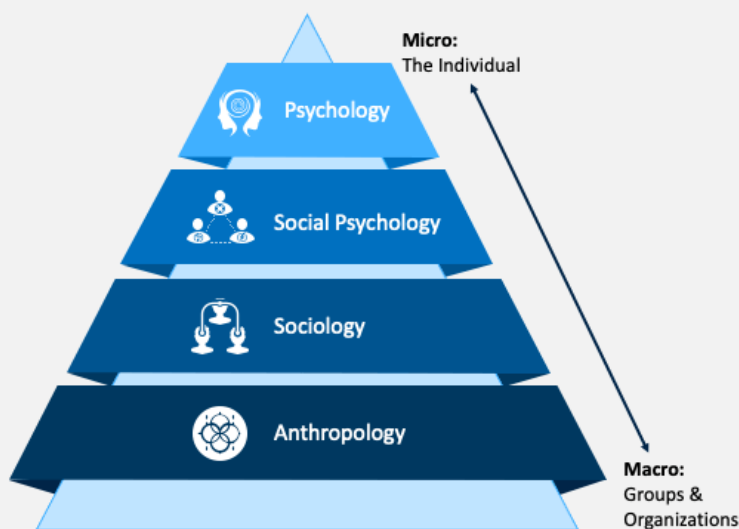 Micro:
The Individual
Psychology
Social Psychology
Sociology
Anthropology
Macro:
Groups &
Organizations